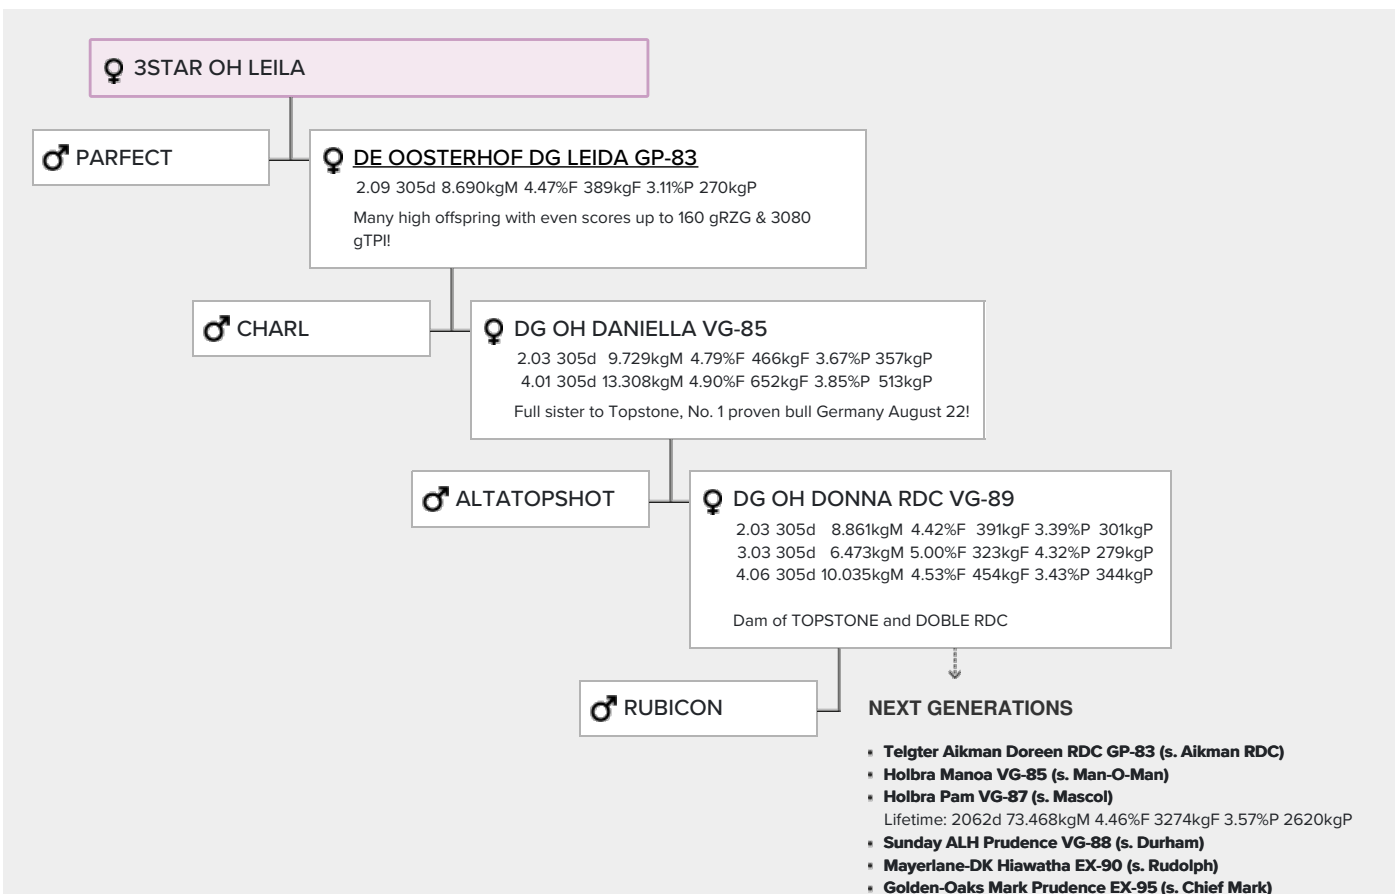 3STAR OH LEILA
PARFECT
DE OOSTERHOF DG LEIDA GP-83
2.09 305d 8.690kgM 4.47%F 389kgF 3.11%P 270kgP
Many high offspring with even scores up to 160 gRZG & 3080
gTPI!
CHARL
DG OH DANIELLA VG-85
2.03 305d 9.729kgM 4.79%F 466kgF 3.67%P 357kgP
4.01 305d 13.308kgM 4.90%F 652kgF 3.85%P 513kgP
Full sister to Topstone, No. 1 proven bull Germany August 22!
ALTATOPSHOT
DG OH DONNA RDC VG-89
2.03 305d 8.861kgM 4.42%F 391kgF 3.39%P 301kgP
3.03 305d 6.473kgM 5.00%F 323kgF 4.32%P 279kgP
4.06 305d 10.035kgM 4.53%F 454kgF 3.43%P 344kgP
Dam of TOPSTONE and DOBLE RDC
RUBICON
NEXT GENERATIONS
▪ Telgter Aikman Doreen RDC GP-83 (s. Aikman RDC)
▪ Holbra Manoa VG-85 (s. Man-O-Man)
▪ Holbra Pam VG-87 (s. Mascol)
Lifetime: 2062d 73.468kgM 4.46%F 3274kgF 3.57%P 2620kgP
▪ Sunday ALH Prudence VG-88 (s. Durham)
▪ Mayerlane-DK Hiawatha EX-90 (s. Rudolph)
▪ Golden-Oaks Mark Prudence EX-95 (s. Chief Mark)